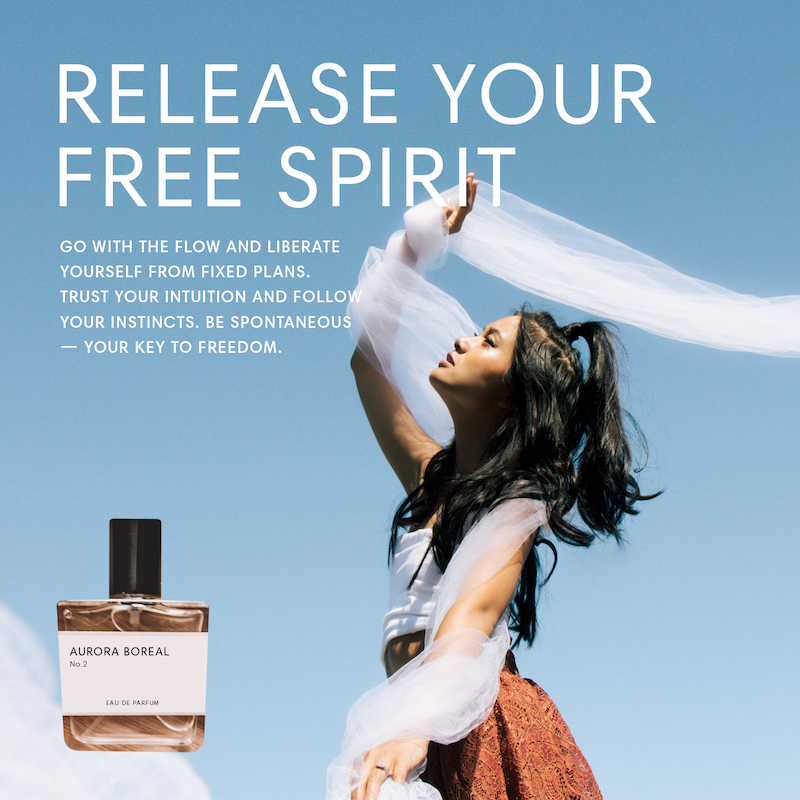 RELEASE YOUR
FREE SPIRIT
GO WITH THE FLOW AND LIBERATE
YOURSELF FROM FIXED PLANS.
TRUST YOUR INTUITION AND FOLLOW
YOUR INSTINCTS. BE SPONTANEOUS
— YOUR KEY TO FREEDOM.
AURORA BOREAL
No.2
EAU DE PARFUM